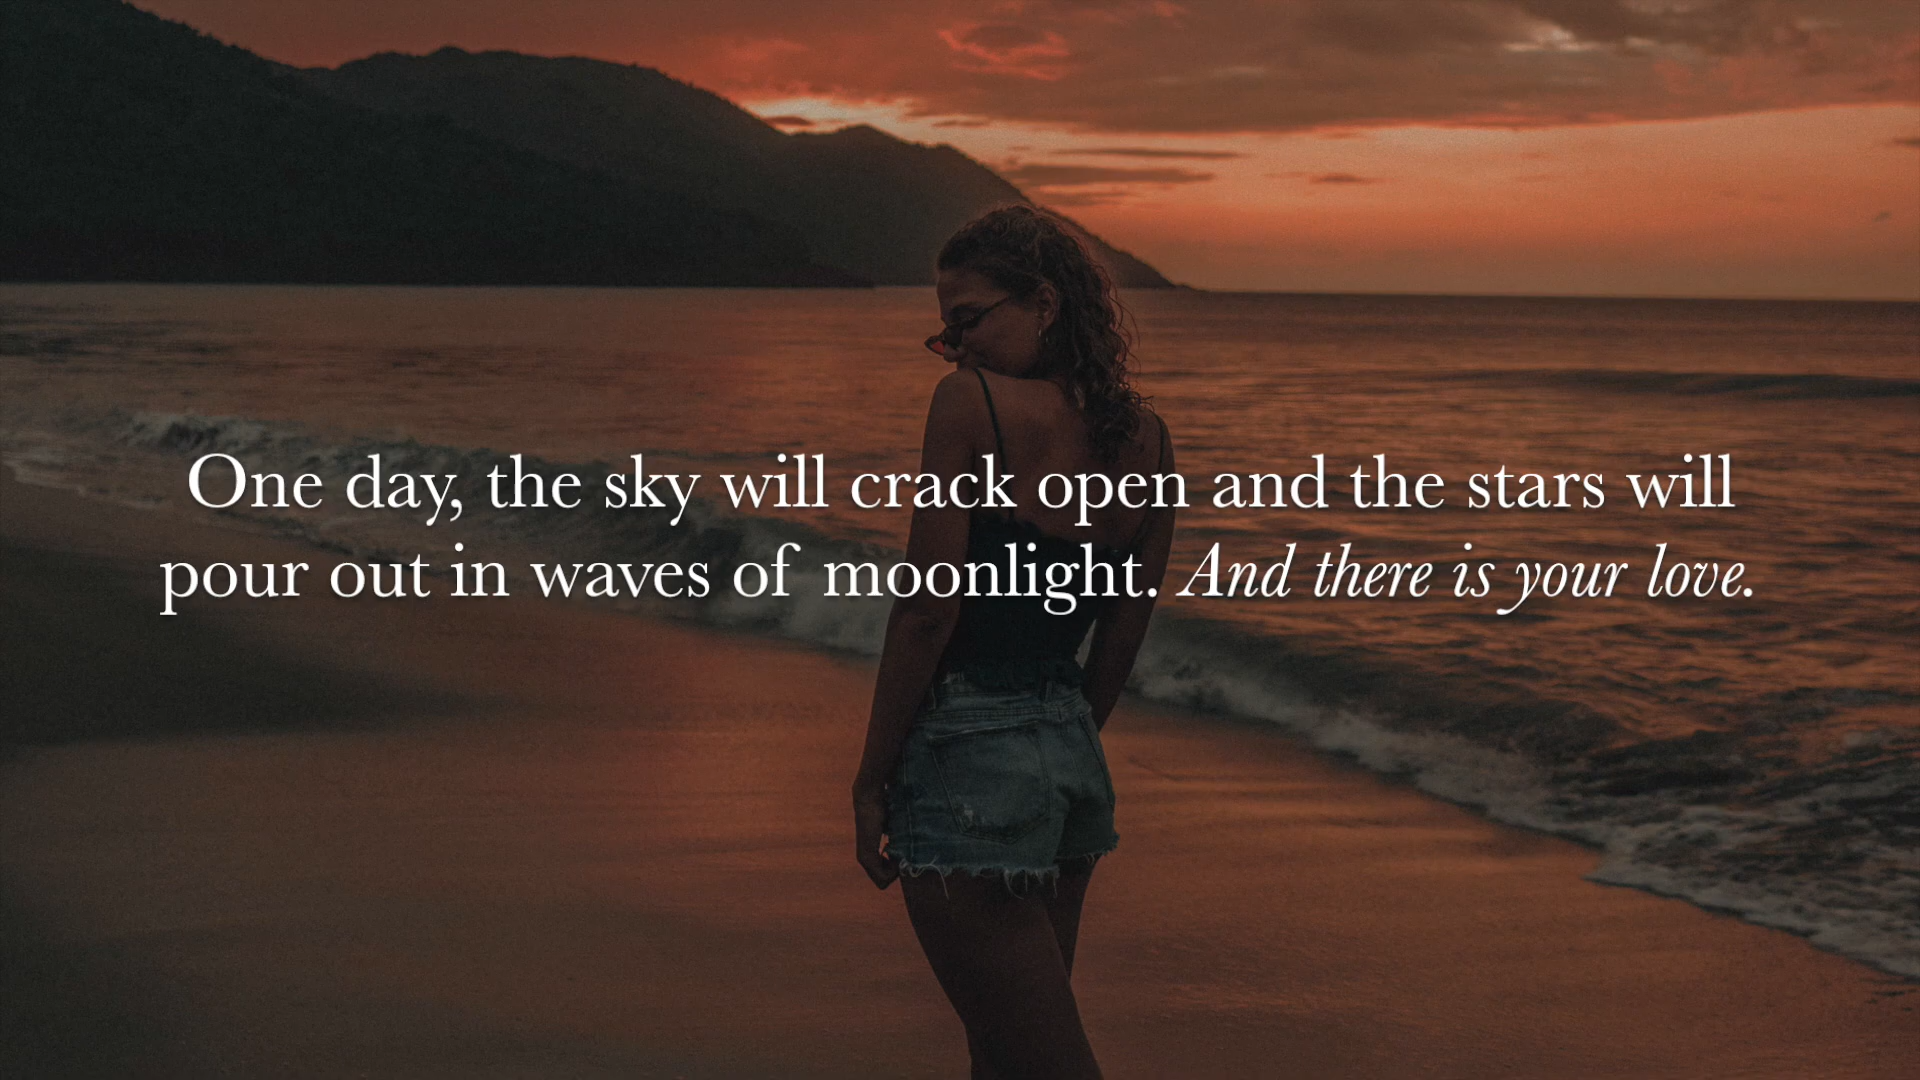 One day, the sky will crack open and the stars will
pour out in waves of moonlight. And there is your love.